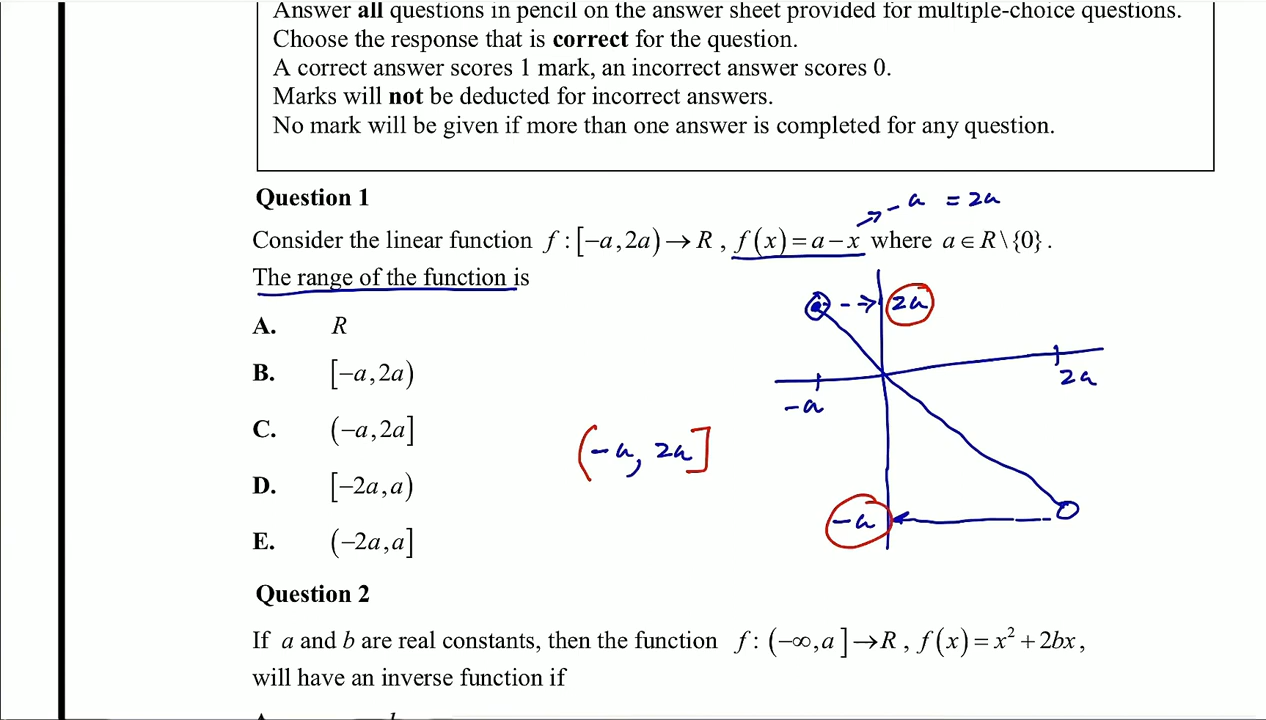 Answer all questions in pencil on the answer sheet provided for multiple-choice questions.
Choose the response that is correct for the question.
A correct answer scores 1 mark, an incorrect answer scores 0.
Marks will not be deducted for incorrect answers.
No mark will be given if more than one answer is completed for any question.
Question 1
- a = 2a
Consider the linear function f : [−a, 2a) → R , f(x) = a − x where a ∈ R \ {0} .
The range of the function is
A. R
B. [−a, 2a)
C. (−a, 2a]
D. [−2a, a)
E. (−2a, a]
2a
2a
-a
(-a, 2a]
-a
Question 2
If a and b are real constants, then the function f : (−∞, a] → R , f(x) = x² + 2bx ,
will have an inverse function if